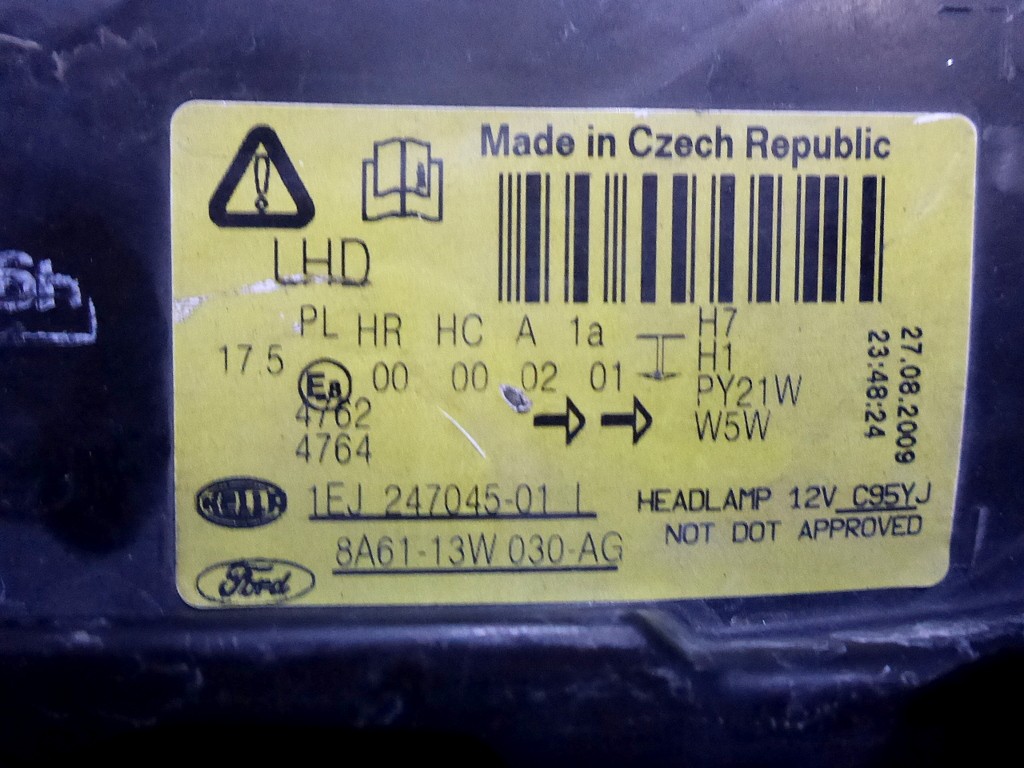 Made in Czech Republic
LHD
PL HR HC A 1a
17.5 E8 00 00 02 01
4762
4764
H7
H1
PY21W
W5W
27.08.2009
23:48:24
HELLA
1EJ 247045-01 L
HEADLAMP 12V C95YJ
NOT DOT APPROVED
8A61-13W 030-AG
Ford